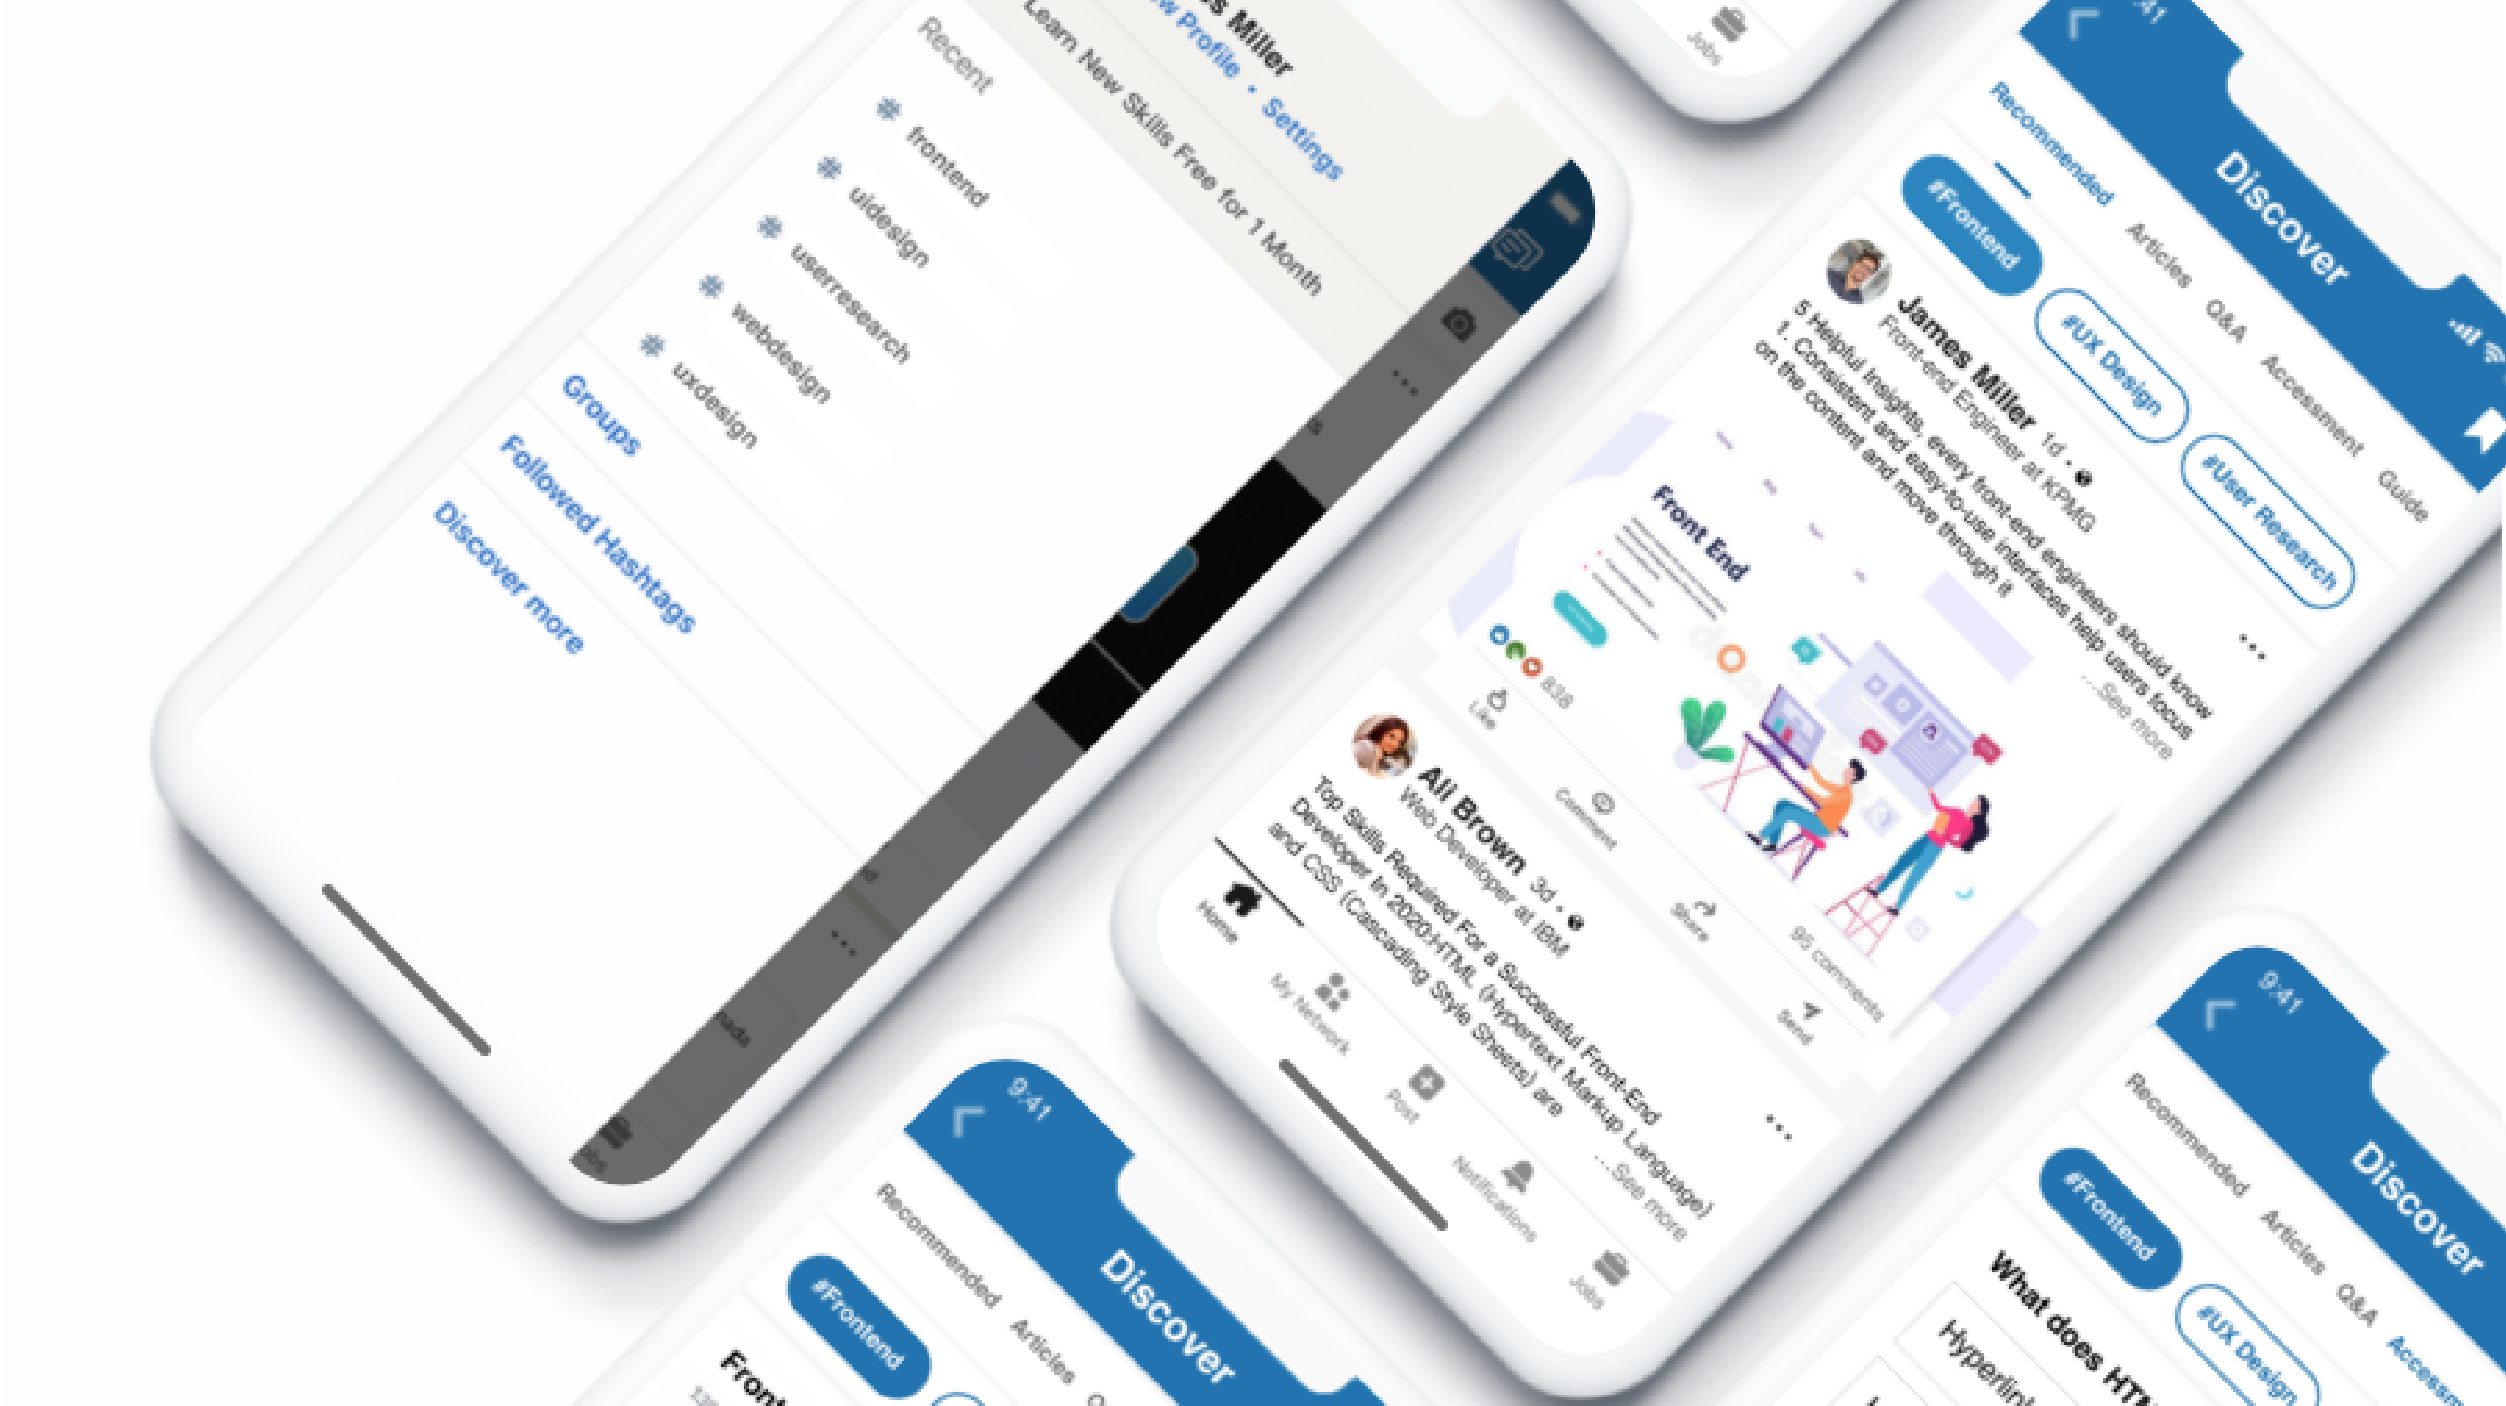 s Miller
w Profile • Settings
Learn New Skills Free for 1 Month
Recent
# frontend
# uidesign
# userresearch
# webdesign
# uxdesign
Groups
Followed Hashtags
Discover more
s
d
nada
Jobs
:41
Discover
Recommended Articles Q&A Accessment Guide
#Frontend #UX Design #User Research
James Miller 1d •
Front-end Engineer at KPMG
5 Helpful Insights, every front-end engineers should know
1. Consistent and easy-to-use interfaces help users focus
on the content and move through it
...See more
Front End
838
95 comments
Like Comment Share Send
Ali Brown 3d •
Web Developer at IBM
Top Skills Required For a Successful Front-End
Developer in 2020:HTML (Hypertext Markup Language)
and CSS (Cascading Style Sheets) are
...See more
Home My Network Post Notifications Jobs
9:41
Discover
Recommended Articles
#Frontend
Front
9:41
Discover
Recommended Articles Q&A Accessm
#Frontend #UX Design
What does HTM
Hyperlin